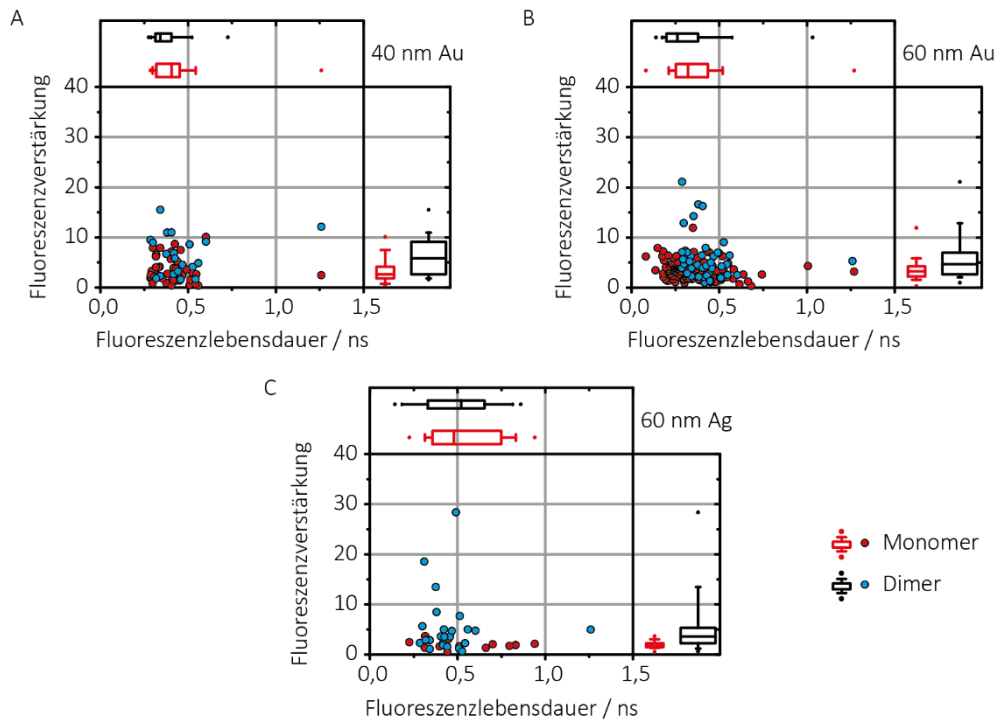 A
40 nm Au
Fluoreszenzverstärkung
40
30
20
10
0
0,0
0,5
1,0
1,5
Fluoreszenzlebensdauer / ns
B
60 nm Au
Fluoreszenzverstärkung
40
30
20
10
0
0,0
0,5
1,0
1,5
Fluoreszenzlebensdauer / ns
C
60 nm Ag
Fluoreszenzverstärkung
40
30
20
10
0
0,0
0,5
1,0
1,5
Fluoreszenzlebensdauer / ns
Monomer
Dimer